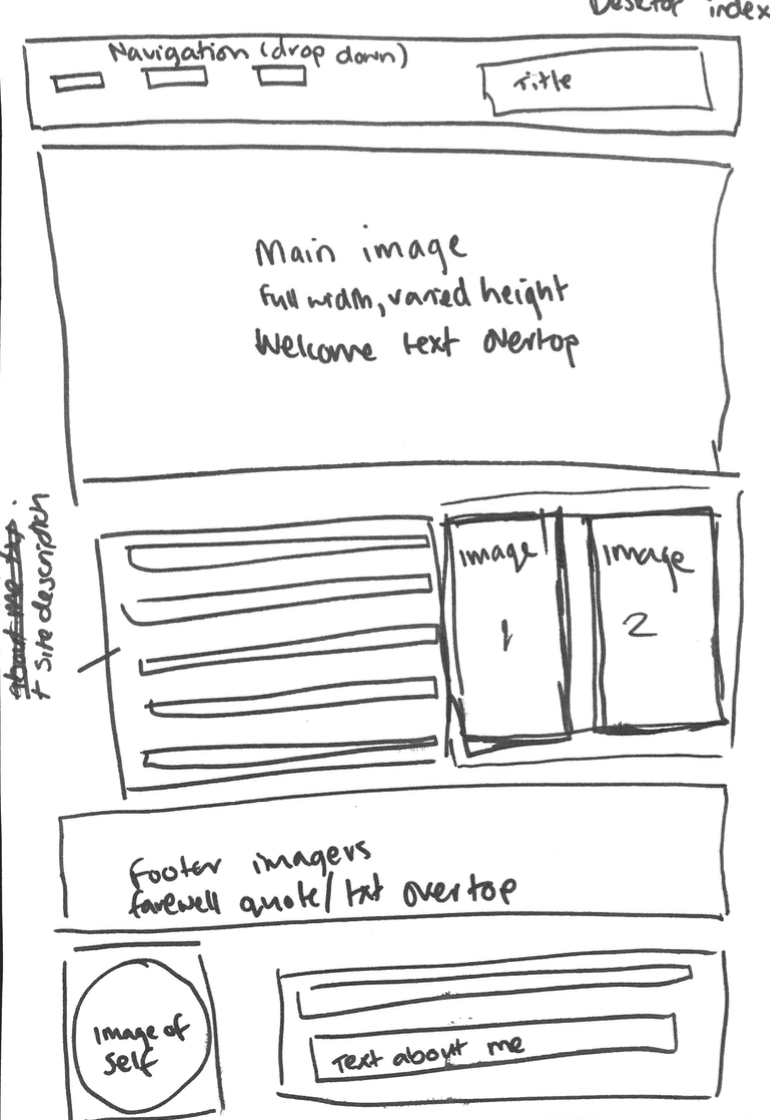 Desktop index
Navigation (drop down)
Title
Main image
Full width, varied height
Welcome text overtop
about me top.
+ site description
image
1
image
2
Footer imagers
farewell quote/txt overtop
Image of
Self
Text about me